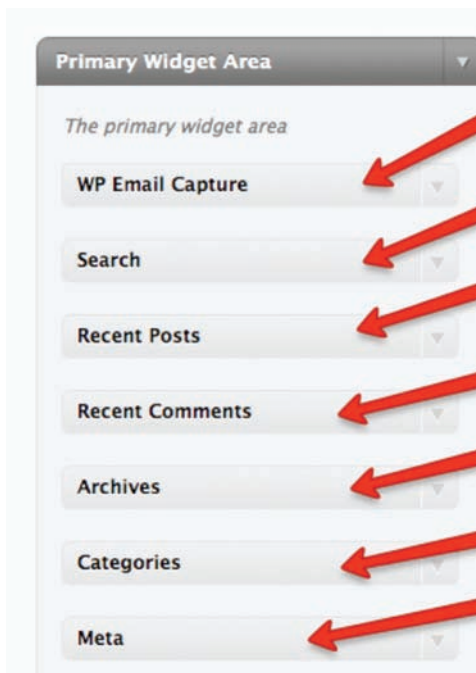 Primary Widget Area
The primary widget area
WP Email Capture
Search
Recent Posts
Recent Comments
Archives
Categories
Meta